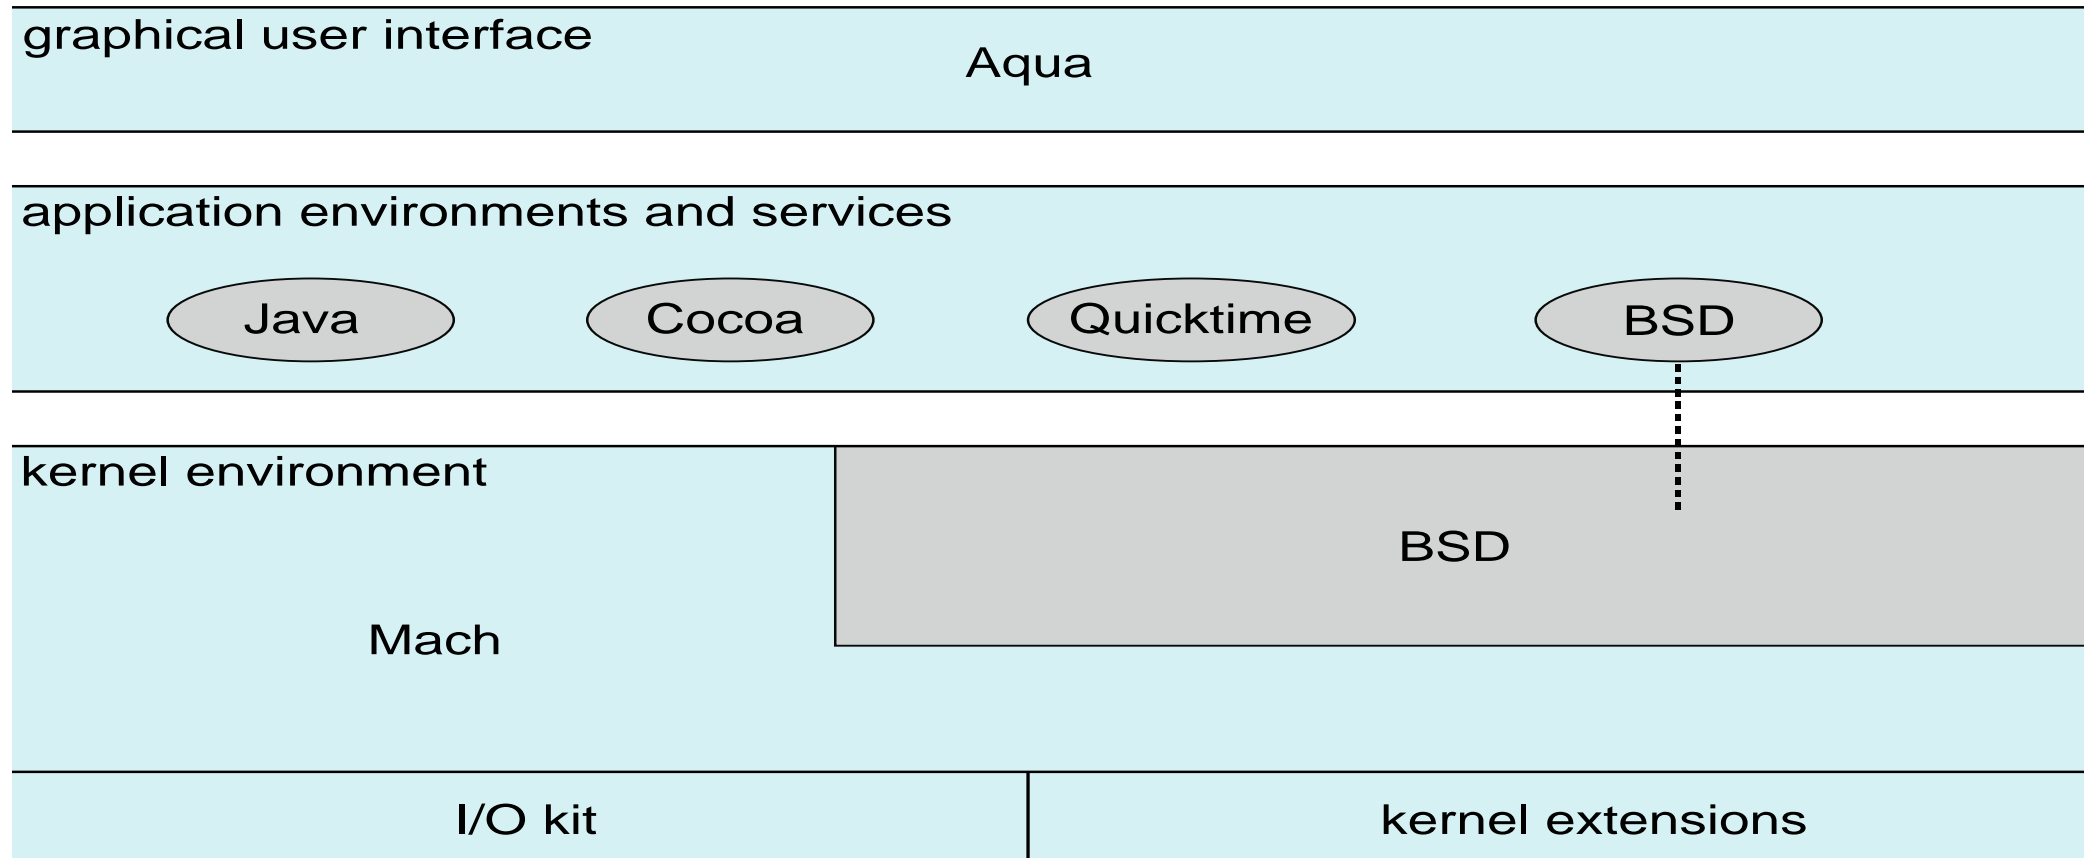 graphical user interface
Aqua
application environments and services
Java
Cocoa
Quicktime
BSD
kernel environment
BSD
Mach
I/O kit
kernel extensions